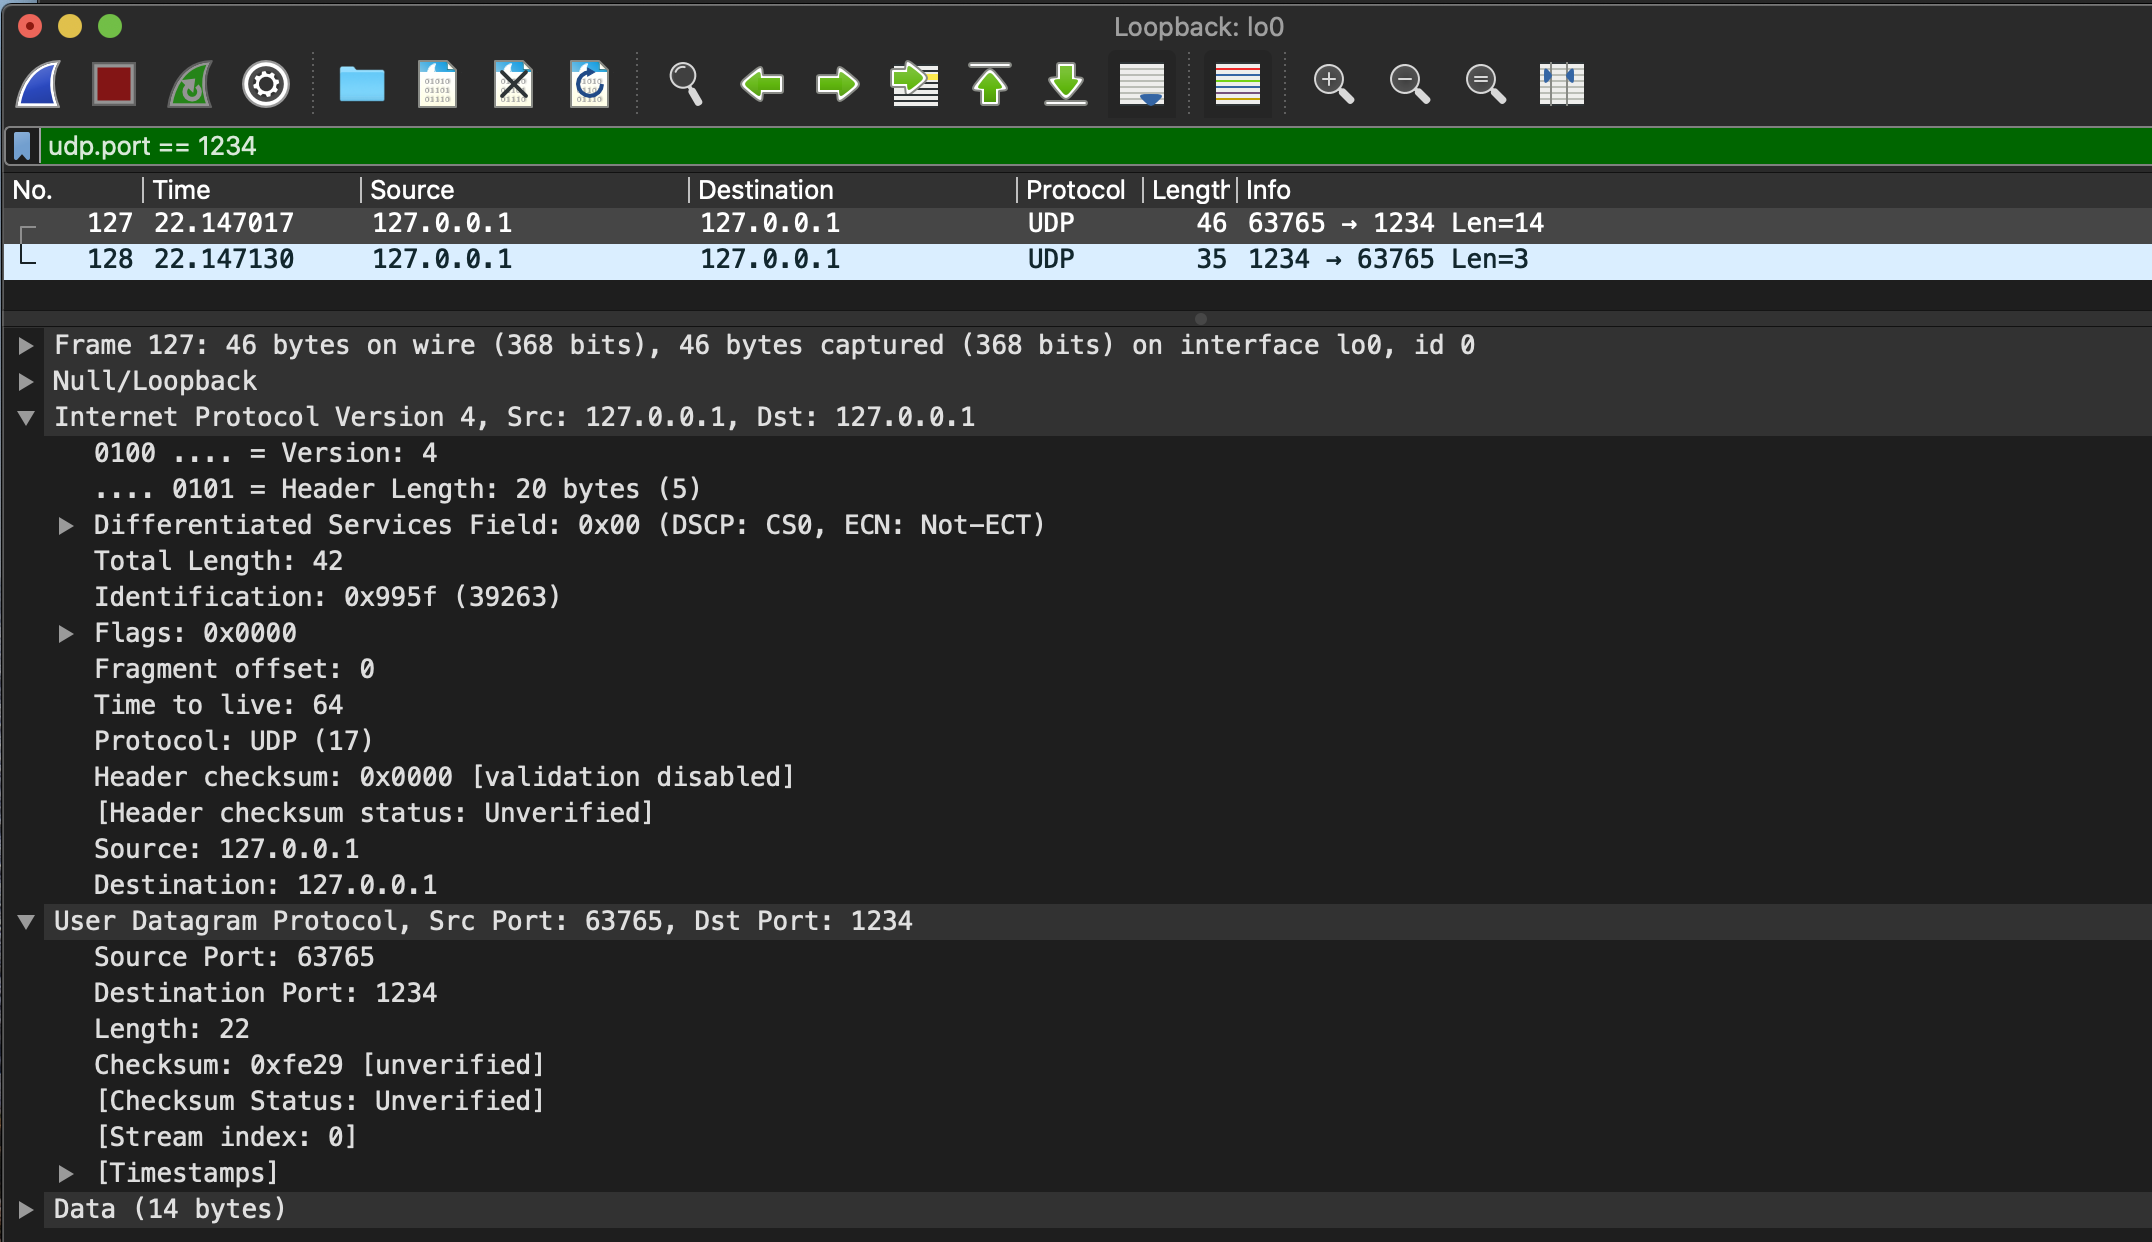 Loopback: lo0
udp.port == 1234
No. Time Source Destination Protocol Length Info
127 22.147017 127.0.0.1 127.0.0.1 UDP 46 63765 → 1234 Len=14
128 22.147130 127.0.0.1 127.0.0.1 UDP 35 1234 → 63765 Len=3
Frame 127: 46 bytes on wire (368 bits), 46 bytes captured (368 bits) on interface lo0, id 0
Null/Loopback
Internet Protocol Version 4, Src: 127.0.0.1, Dst: 127.0.0.1
0100 .... = Version: 4
.... 0101 = Header Length: 20 bytes (5)
Differentiated Services Field: 0x00 (DSCP: CS0, ECN: Not-ECT)
Total Length: 42
Identification: 0x995f (39263)
Flags: 0x0000
Fragment offset: 0
Time to live: 64
Protocol: UDP (17)
Header checksum: 0x0000 [validation disabled]
[Header checksum status: Unverified]
Source: 127.0.0.1
Destination: 127.0.0.1
User Datagram Protocol, Src Port: 63765, Dst Port: 1234
Source Port: 63765
Destination Port: 1234
Length: 22
Checksum: 0xfe29 [unverified]
[Checksum Status: Unverified]
[Stream index: 0]
[Timestamps]
Data (14 bytes)